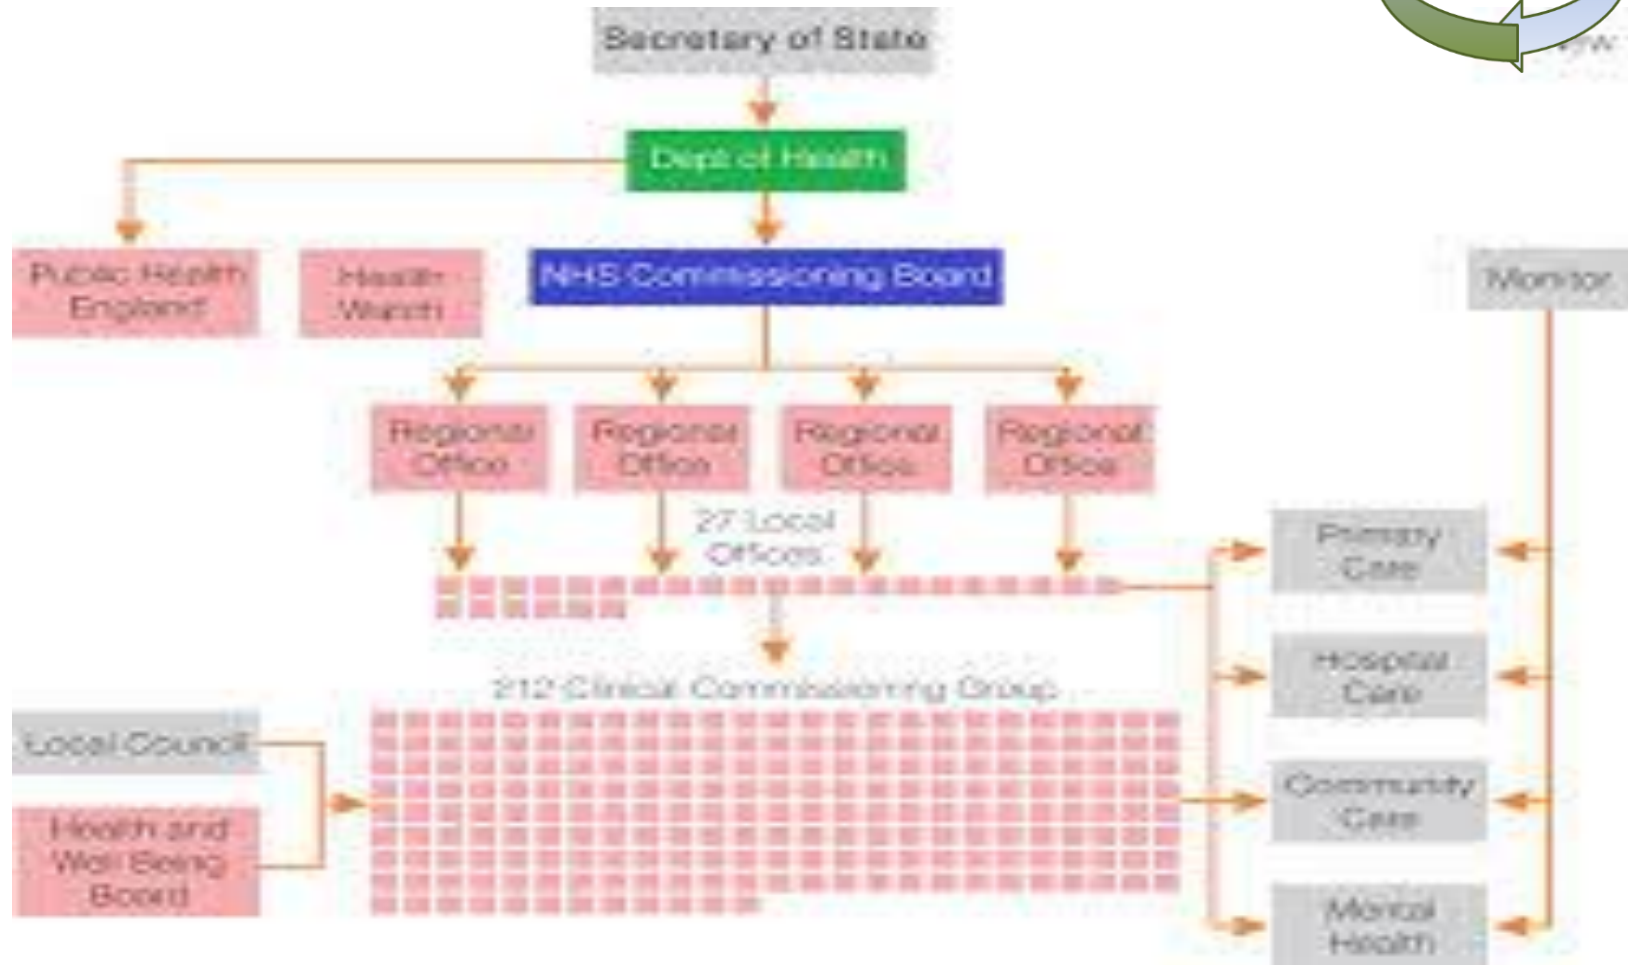 Secretary of State
Dept of Health
Public Health
England
Health
Watch
NHS Commissioning Board
Monitor
Regional
Office
Regional
Office
Regional
Office
Regional
Office
27 Local
Offices
212 Clinical Commissioning Group
Local Council
Health and
Well Being
Board
Primary
Care
Hospital
Care
Community
Care
Mental
Health